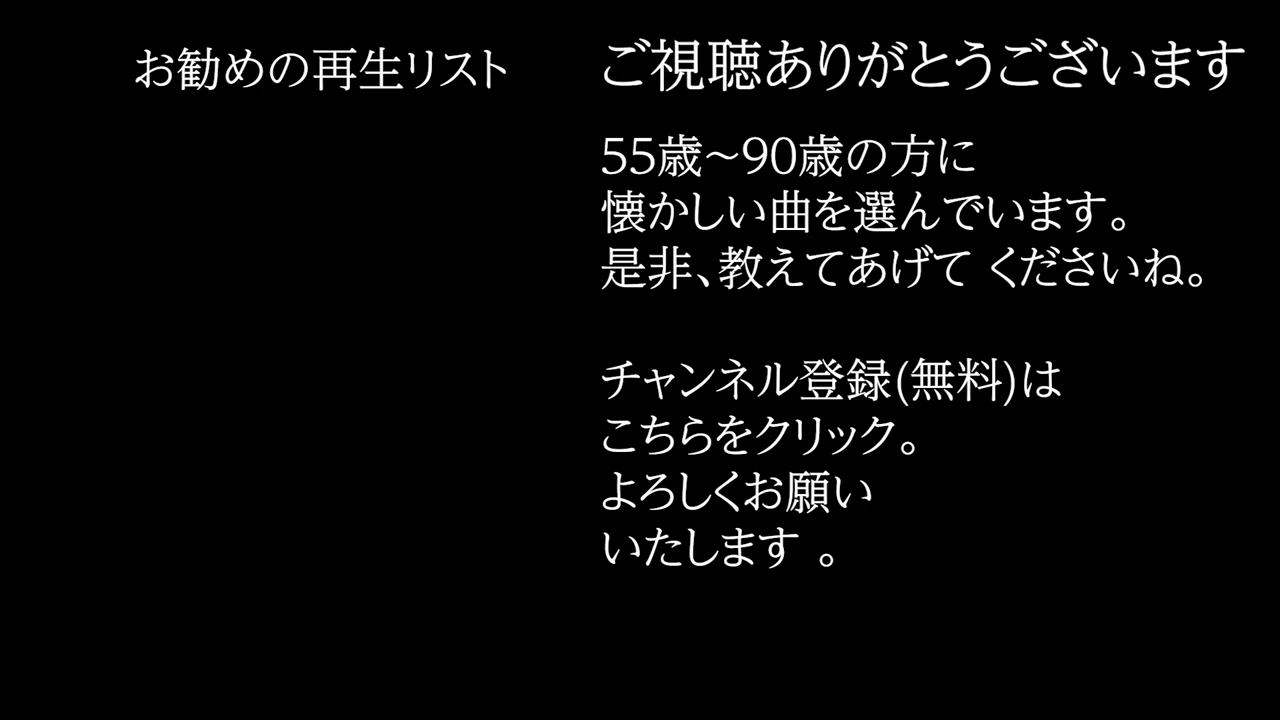 お勧めの再生リスト
ご視聴ありがとうございます
55歳～90歳の方に
懐かしい曲を選んでいます。
是非、教えてあげて くださいね。
チャンネル登録(無料)は
こちらをクリック。
よろしくお願い
いたします 。